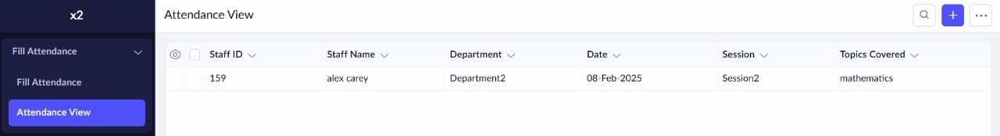 x2
Attendance View
Fill Attendance
Fill Attendance
Attendance View
Staff ID Staff Name Department Date Session Topics Covered
159 alex carey Department2 08-Feb-2025 Session2 mathematics